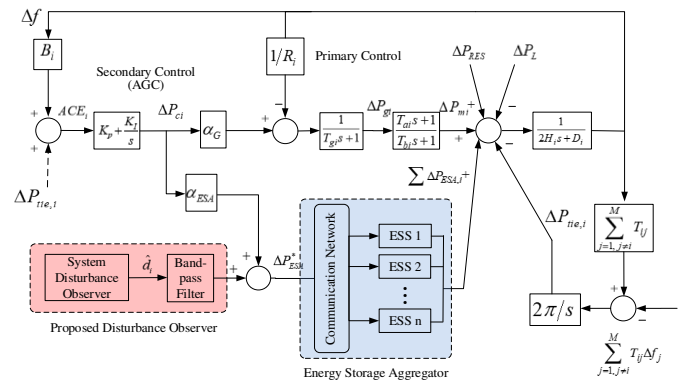 Δf
B_i
1/R_i
Primary Control
ΔP_RES
ΔP_L
Secondary Control
(AGC)
+
+
ACE_i
K_p + K_I/s
ΔP_ci
α_G
+
−
1/(T_gi s+1)
ΔP_gi
(T_ai s+1)/(T_bi s+1)
ΔP_mi
+
+
−
−
1/(2H_i s+D_i)
ΔP_tie,i
α_ESA
∑ΔP_ESA,i
+
ΔP_tie,i
∑_{j=1, j≠i}^{M} T_ij
System
Disturbance
Observer
d̂_i
Band-
pass
Filter
+
+
ΔP*_ESA
Communication Network
ESS 1
ESS 2
⋮
ESS n
2π/s
+
−
Proposed Disturbance Observer
Energy Storage Aggregator
∑_{j=1, j≠i}^{M} T_ij Δf_j